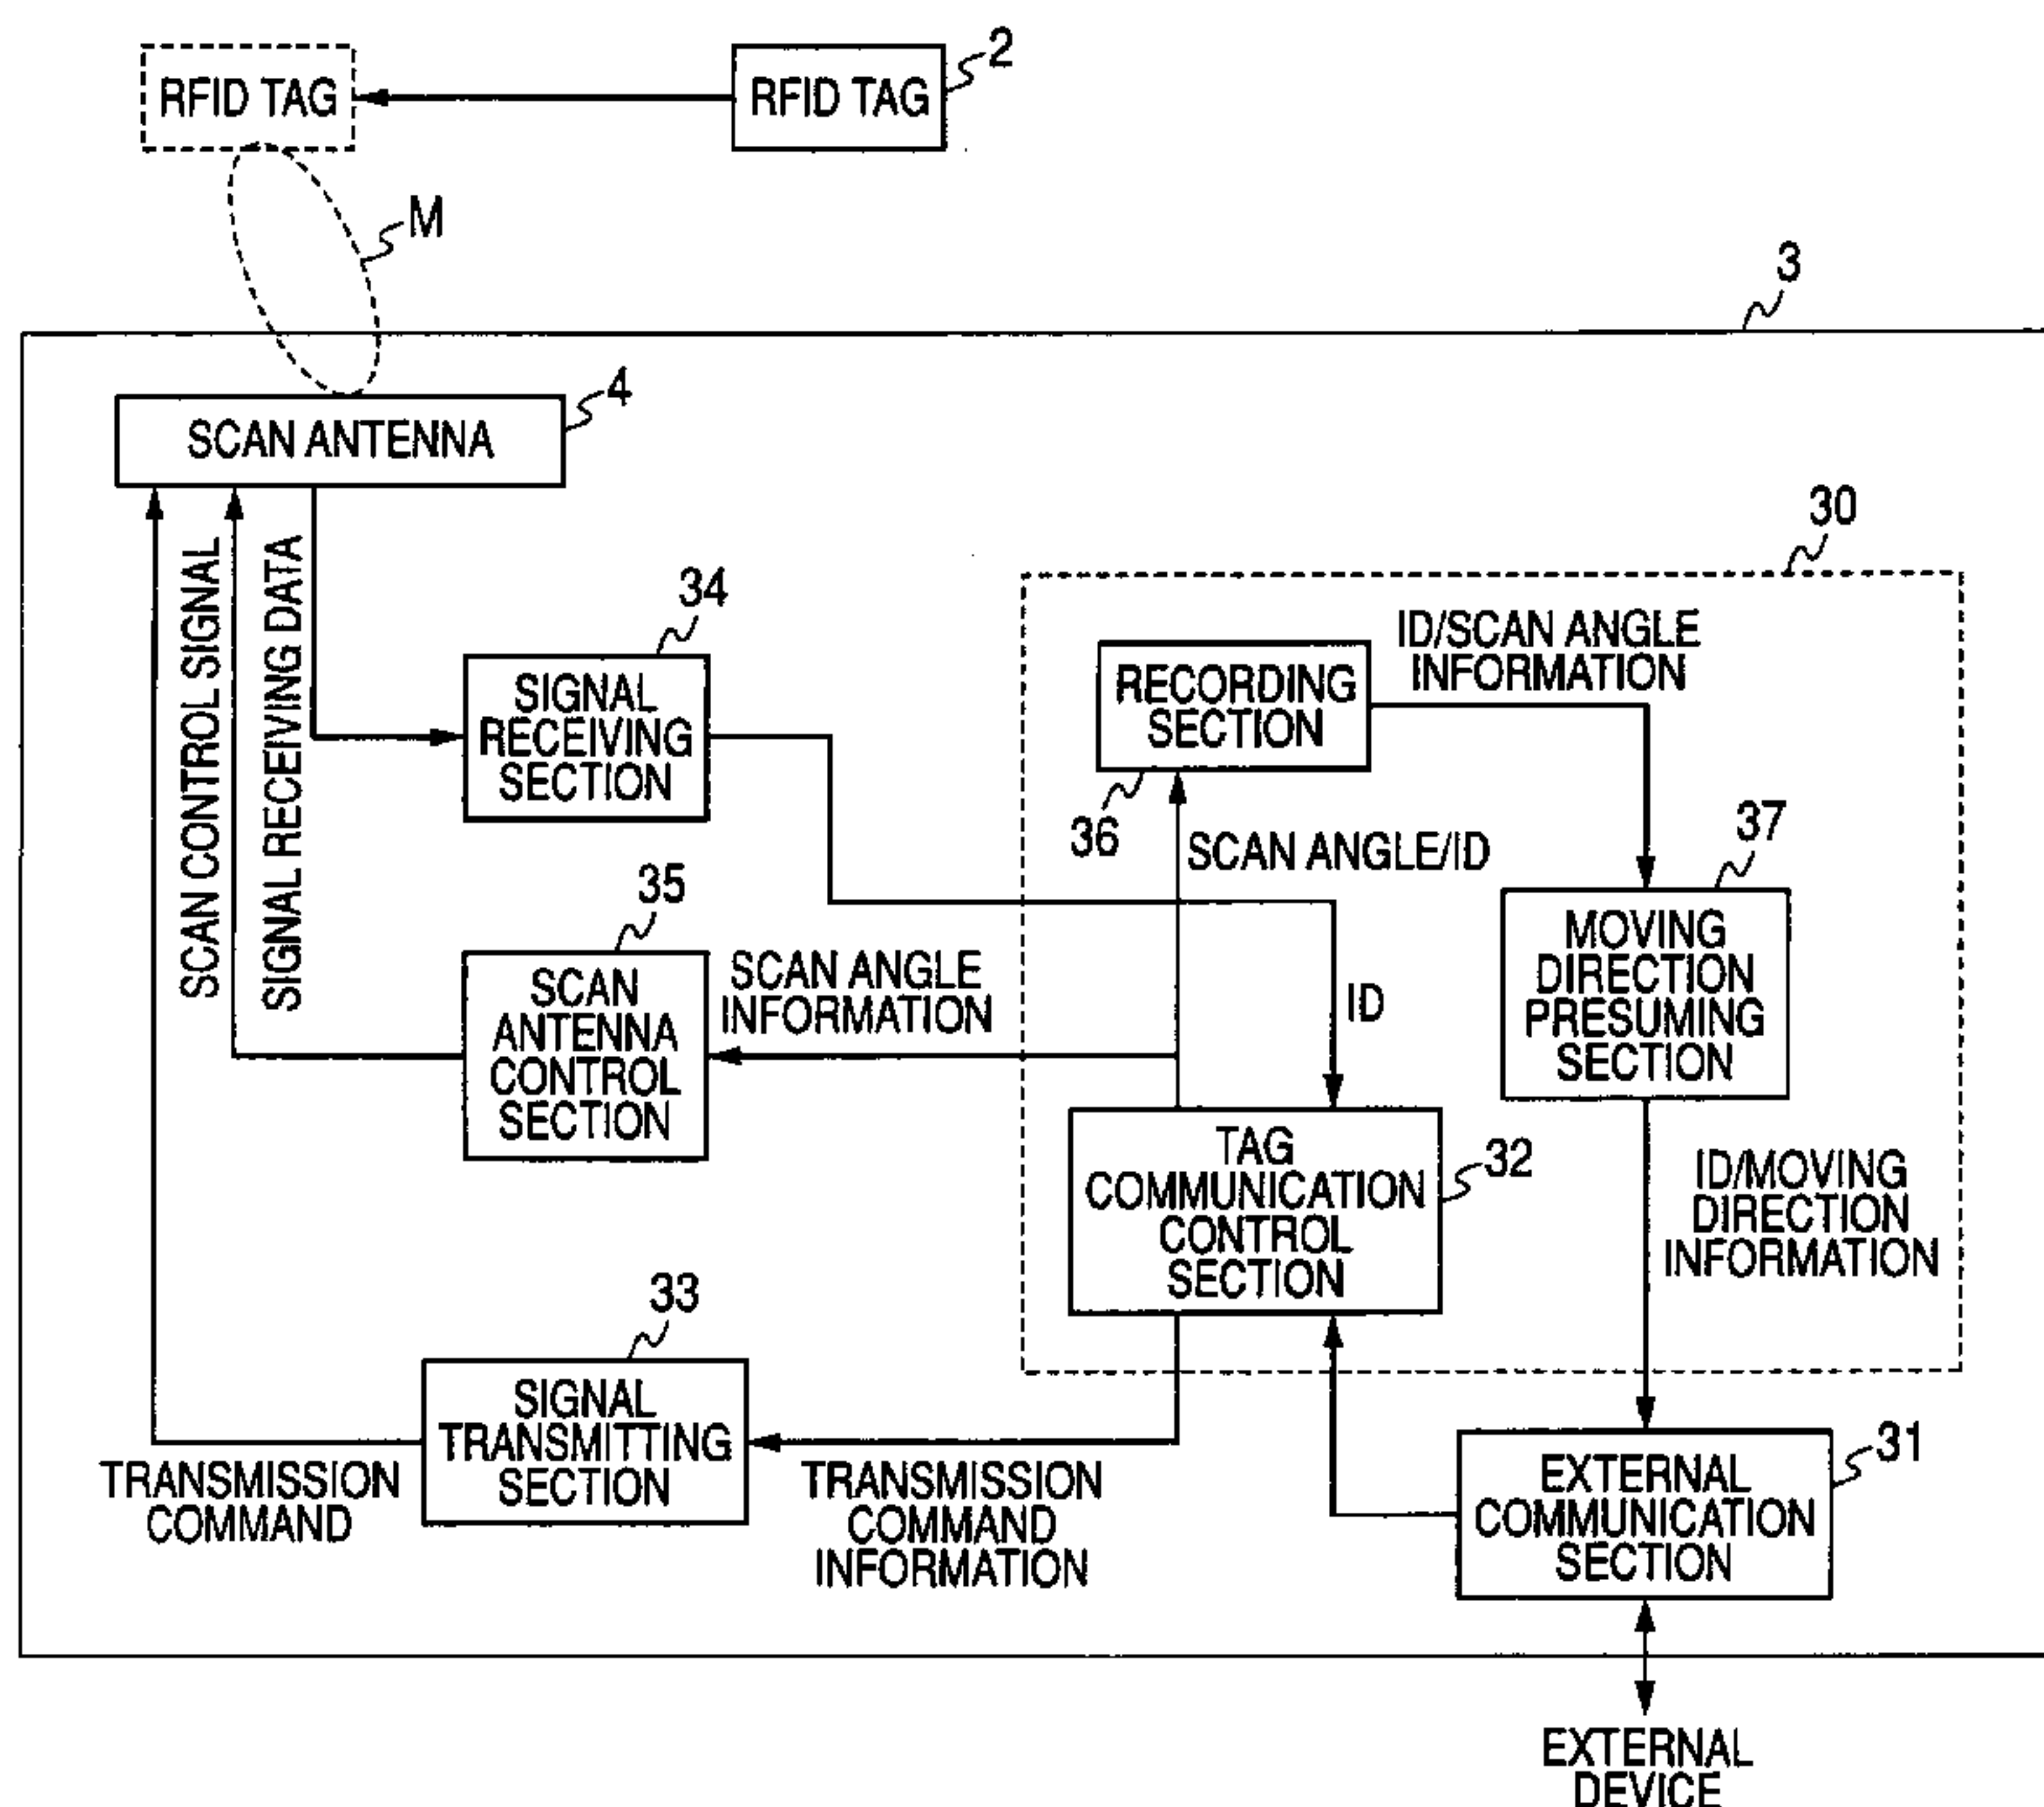 RFID TAG
RFID TAG
2
M
3
4
SCAN ANTENNA
SCAN CONTROL SIGNAL
SIGNAL RECEIVING DATA
30
34
SIGNAL
RECEIVING
SECTION
RECORDING
SECTION
ID/SCAN ANGLE
INFORMATION
36
SCAN ANGLE/ID
37
35
SCAN
ANTENNA
CONTROL
SECTION
SCAN ANGLE
INFORMATION
ID
MOVING
DIRECTION
PRESUMING
SECTION
TAG
COMMUNICATION
CONTROL
SECTION
32
ID/MOVING
DIRECTION
INFORMATION
33
SIGNAL
TRANSMITTING
SECTION
TRANSMISSION
COMMAND
TRANSMISSION
COMMAND
INFORMATION
31
EXTERNAL
COMMUNICATION
SECTION
EXTERNAL
DEVICE